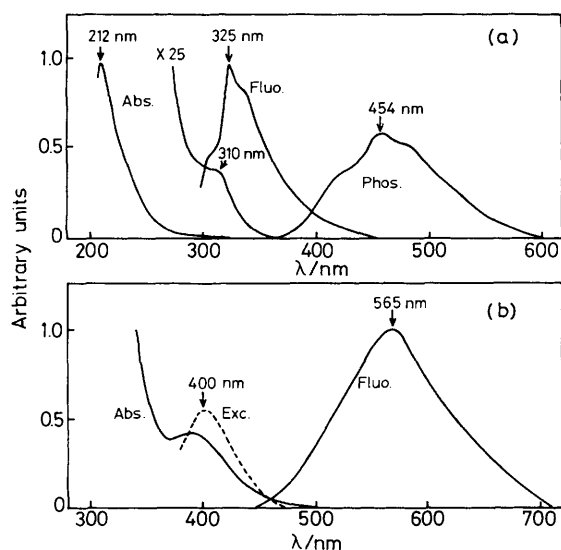 212 nm
325 nm
(a)
1.0
X 25
Abs.
Fluo.
454 nm
0.5
310 nm
Phos.
0
200
300
400
500
600
λ/nm
Arbitrary units
565 nm
(b)
1.0
400 nm
Abs.
Exc.
Fluo.
0.5
0
300
400
500
600
700
λ/nm